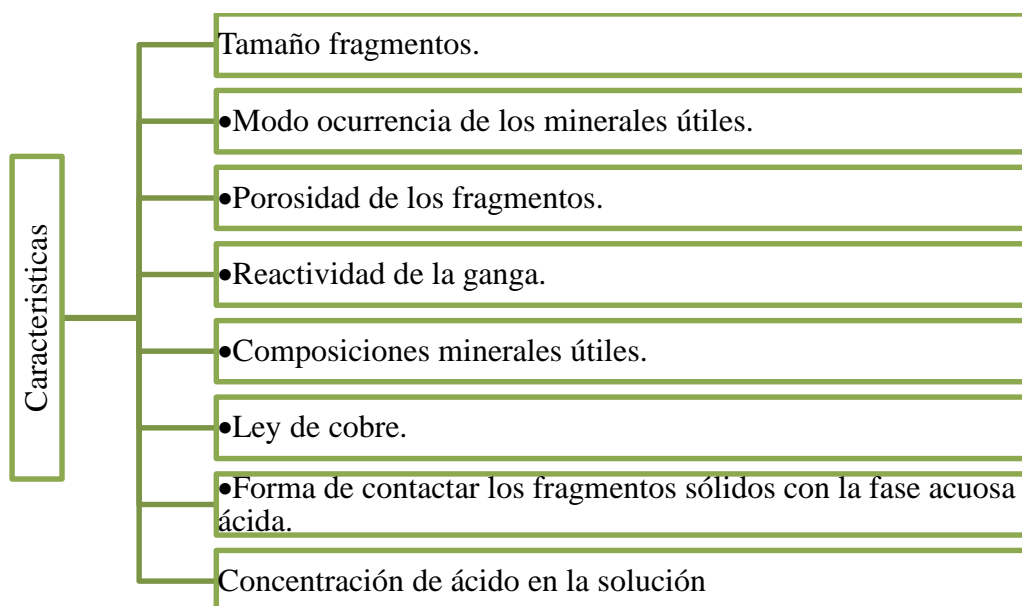 Caracteristicas
Tamaño fragmentos.
•Modo ocurrencia de los minerales útiles.
•Porosidad de los fragmentos.
•Reactividad de la ganga.
•Composiciones minerales útiles.
•Ley de cobre.
•Forma de contactar los fragmentos sólidos con la fase acuosa
ácida.
Concentración de ácido en la solución